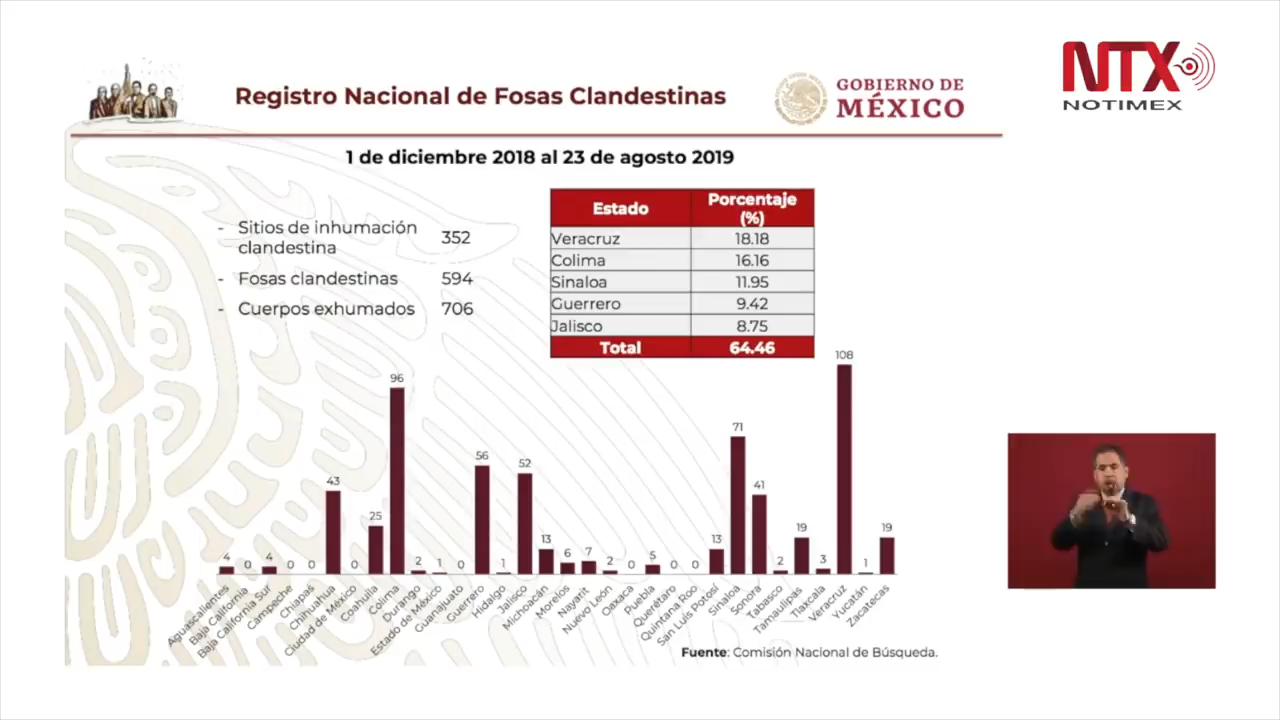 NTX
NOTIMEX
Registro Nacional de Fosas Clandestinas
GOBIERNO DE
MÉXICO
1 de diciembre 2018 al 23 de agosto 2019
- Sitios de inhumación
clandestina 352
- Fosas clandestinas 594
- Cuerpos exhumados 706
Estado Porcentaje
(%)
Veracruz 18.18
Colima 16.16
Sinaloa 11.95
Guerrero 9.42
Jalisco 8.75
Total 64.46
4
0
4
0
0
43
0
25
96
2
1
0
56
1
52
13
6
7
2
0
5
0
0
13
71
41
2
19
3
108
1
19
Aguascalientes
Baja California
Baja California Sur
Campeche
Chiapas
Chihuahua
Ciudad de México
Coahuila
Colima
Durango
Estado de México
Guanajuato
Guerrero
Hidalgo
Jalisco
Michoacán
Morelos
Nayarit
Nuevo León
Oaxaca
Puebla
Querétaro
Quintana Roo
San Luis Potosí
Sinaloa
Sonora
Tabasco
Tamaulipas
Tlaxcala
Veracruz
Yucatán
Zacatecas
Fuente: Comisión Nacional de Búsqueda.